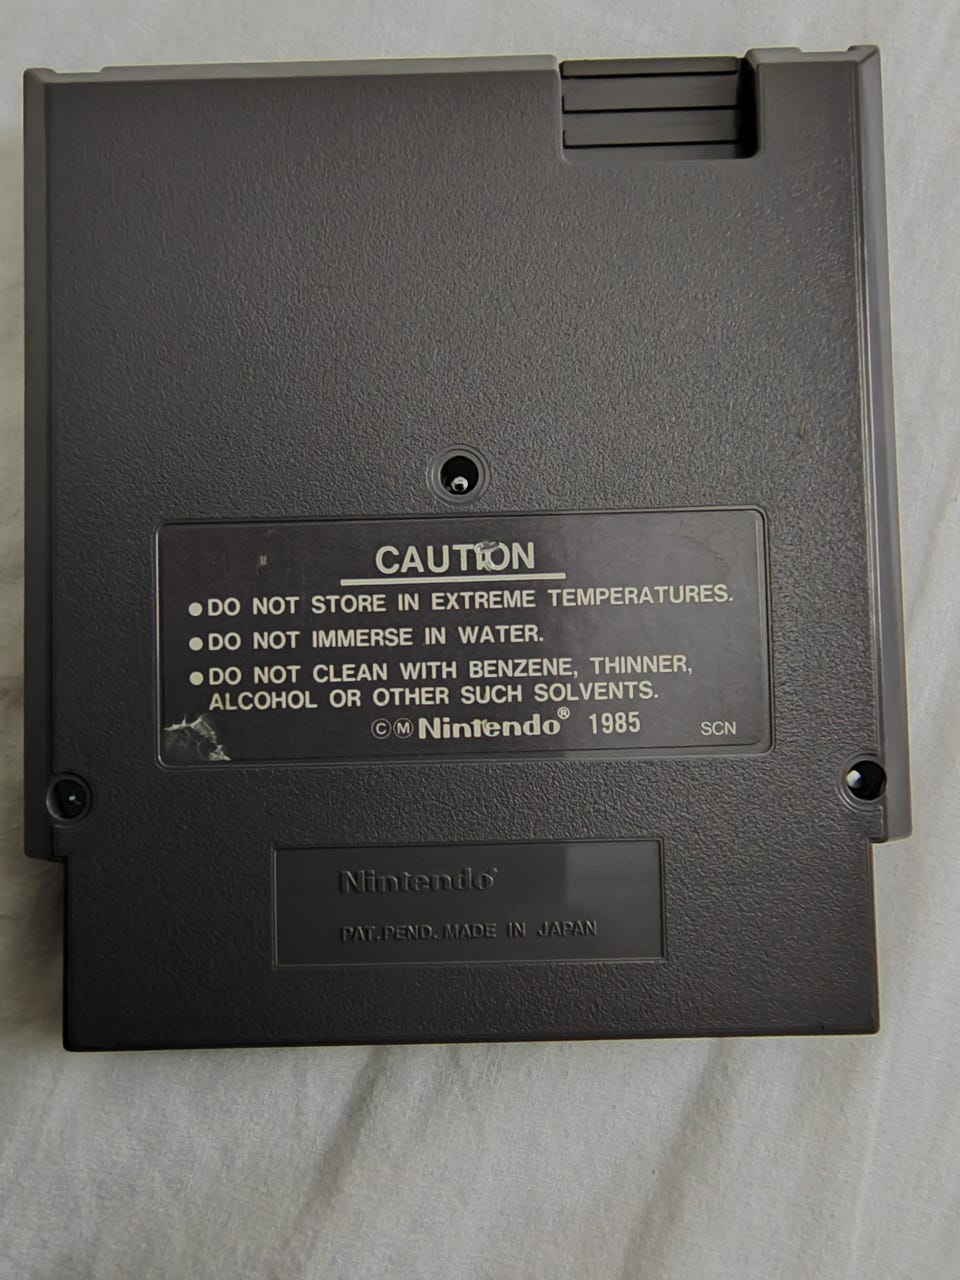 CAUTION
●DO NOT STORE IN EXTREME TEMPERATURES.
●DO NOT IMMERSE IN WATER.
●DO NOT CLEAN WITH BENZENE, THINNER,
ALCOHOL OR OTHER SUCH SOLVENTS.
ⒸⓂNintendo® 1985 SCN
Nintendo®
PAT.PEND. MADE IN JAPAN